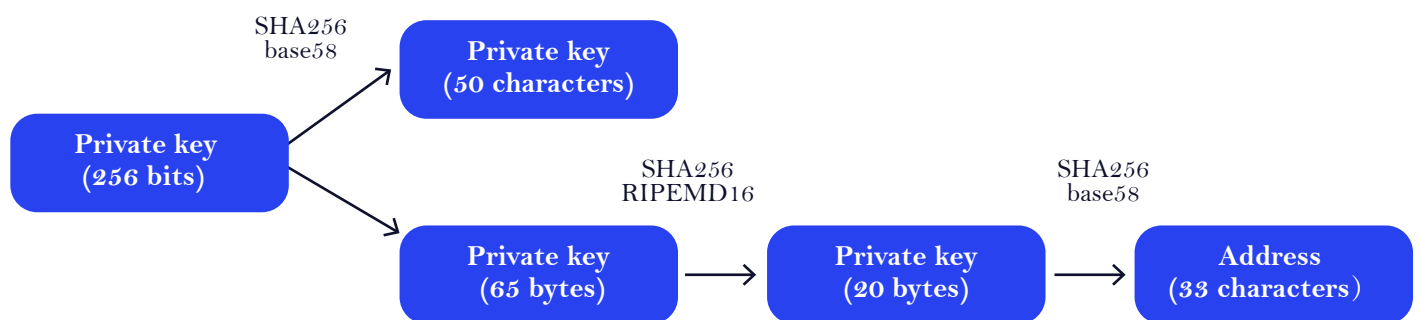 SHA256
base58
Private key
(50 characters)
Private key
(256 bits)
SHA256
RIPEMD16
SHA256
base58
Private key
(65 bytes)
Private key
(20 bytes)
Address
(33 characters）